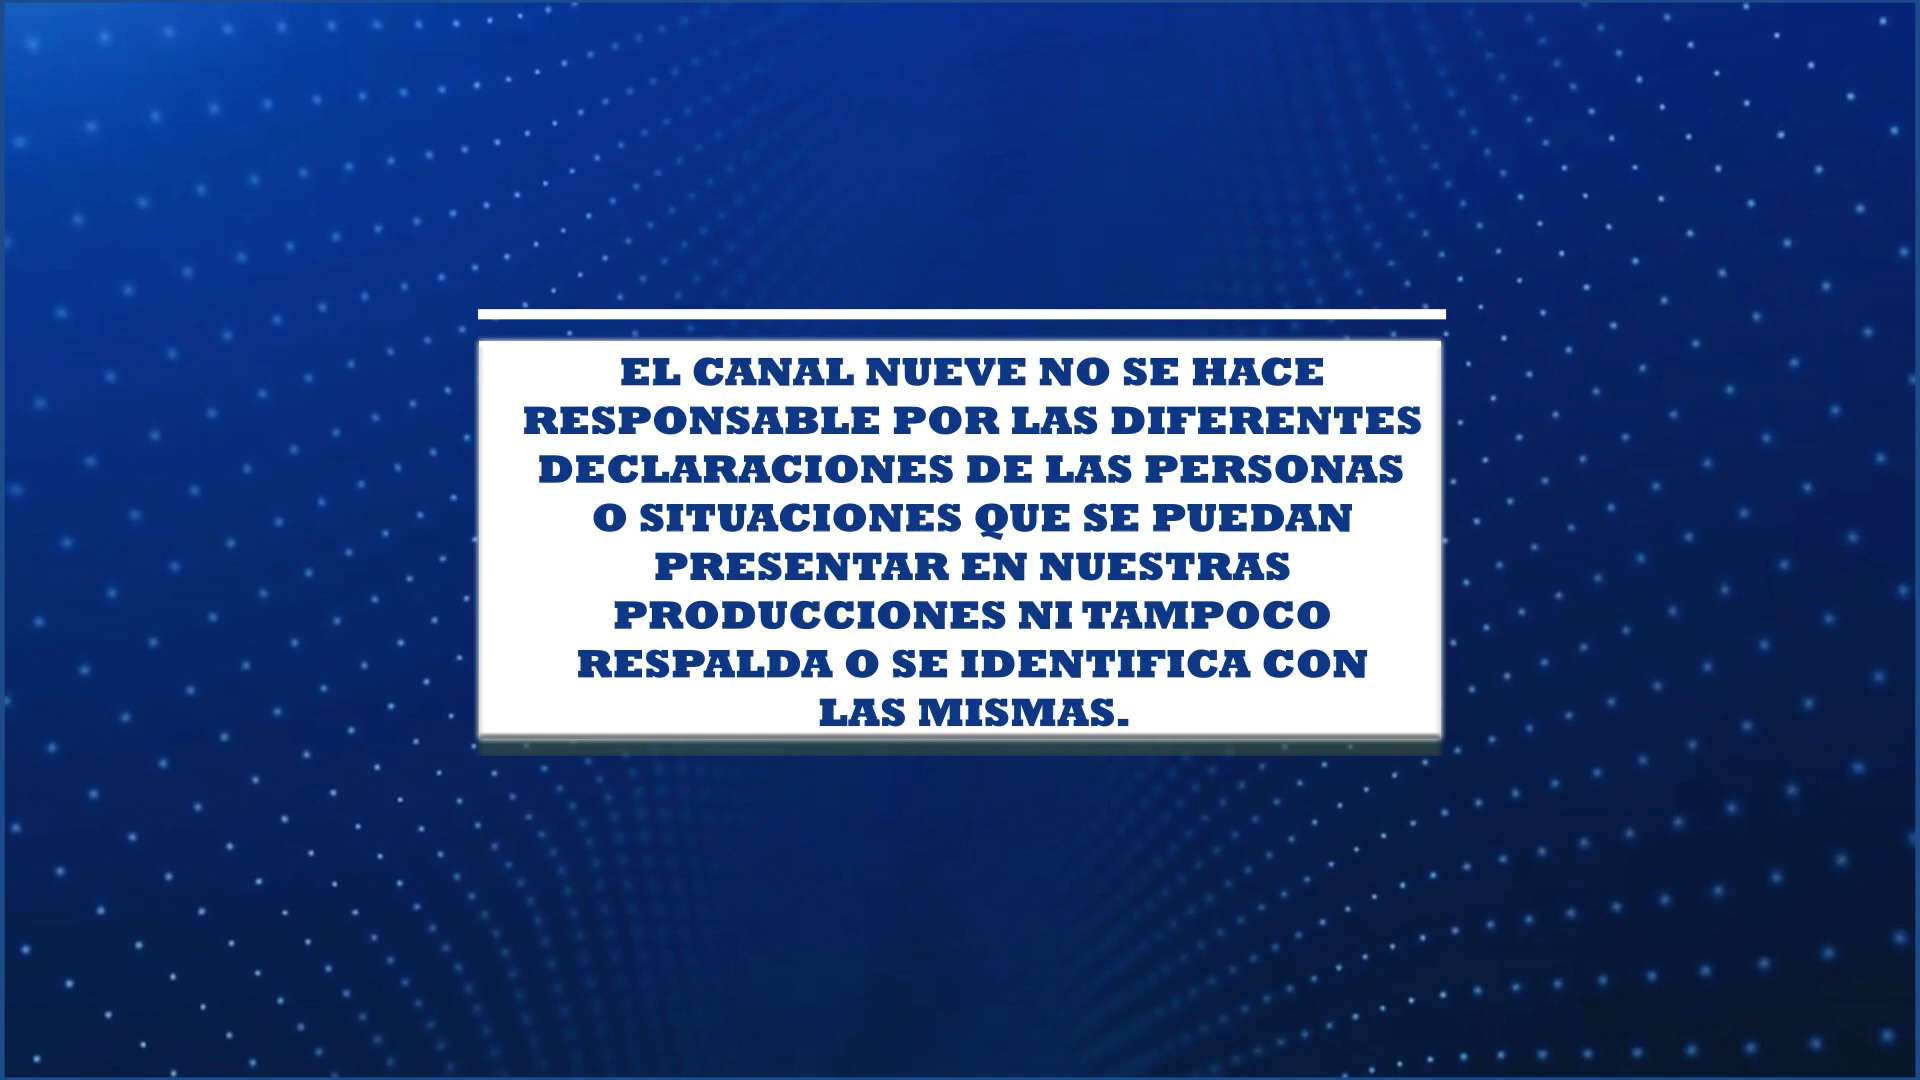 EL CANAL NUEVE NO SE HACE
RESPONSABLE POR LAS DIFERENTES
DECLARACIONES DE LAS PERSONAS
O SITUACIONES QUE SE PUEDAN
PRESENTAR EN NUESTRAS
PRODUCCIONES NI TAMPOCO
RESPALDA O SE IDENTIFICA CON
LAS MISMAS.